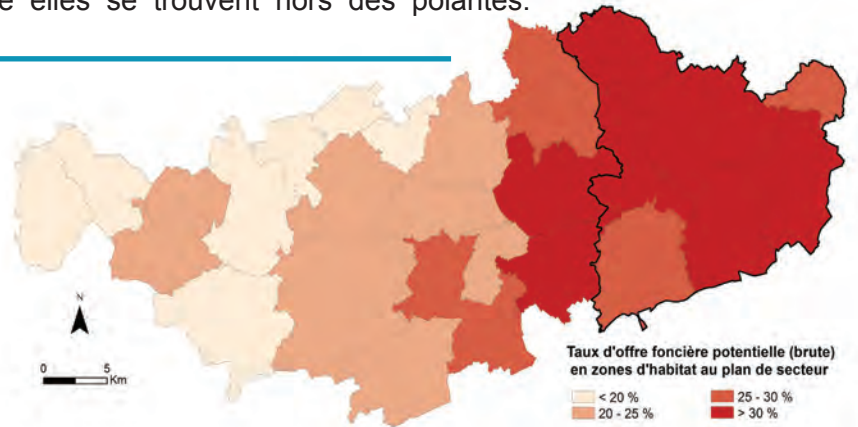 e elles se trouvent hors des polarités.
N
0 5
Km
Taux d'offre foncière potentielle (brute)
en zones d'habitat au plan de secteur
< 20 %
25 - 30 %
20 - 25 %
> 30 %